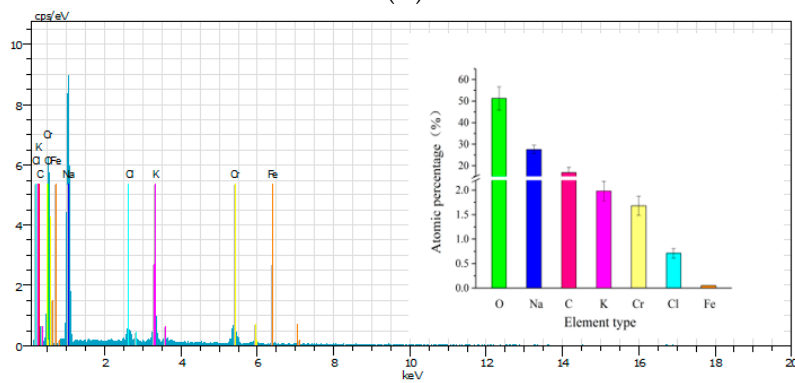 cps/eV
10
8
6
4
2
0
Cr
K
Cl Cl Fe
C Na Cl K Cr Fe
2 4 6 8 10 12 14 16 18 20
keV
Atomic percentage (%)
60
50
40
30
20
2.0
1.5
1.0
0.5
0.0
O Na C K Cr Cl Fe
Element type